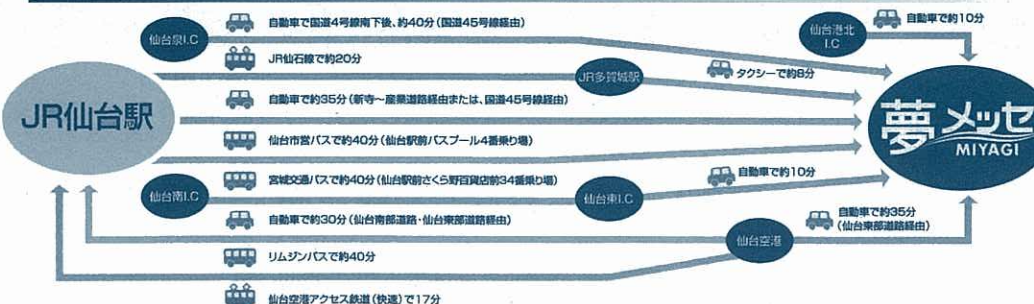 仙台泉I.C
自動車で国道4号線南下後、約40分(国道45号線経由)
仙台港北
I.C
自動車で約10分
JR仙石線で約20分
JR多賀城駅
タクシーで約8分
JR仙台駅
自動車で約35分(新寺〜産業道路経由または、国道45号線経由)
夢メッセ
MIYAGI
仙台市営バスで約40分(仙台駅前バスプール4番乗り場)
宮城交通バスで約40分(仙台駅前さくら野百貨店前34番乗り場)
仙台南I.C
仙台東I.C
自動車で約10分
自動車で約30分(仙台南部道路・仙台東部道路経由)
仙台空港
自動車で約35分
(仙台東部道路経由)
リムジンバスで約40分
仙台空港アクセス鉄道(快速)で17分